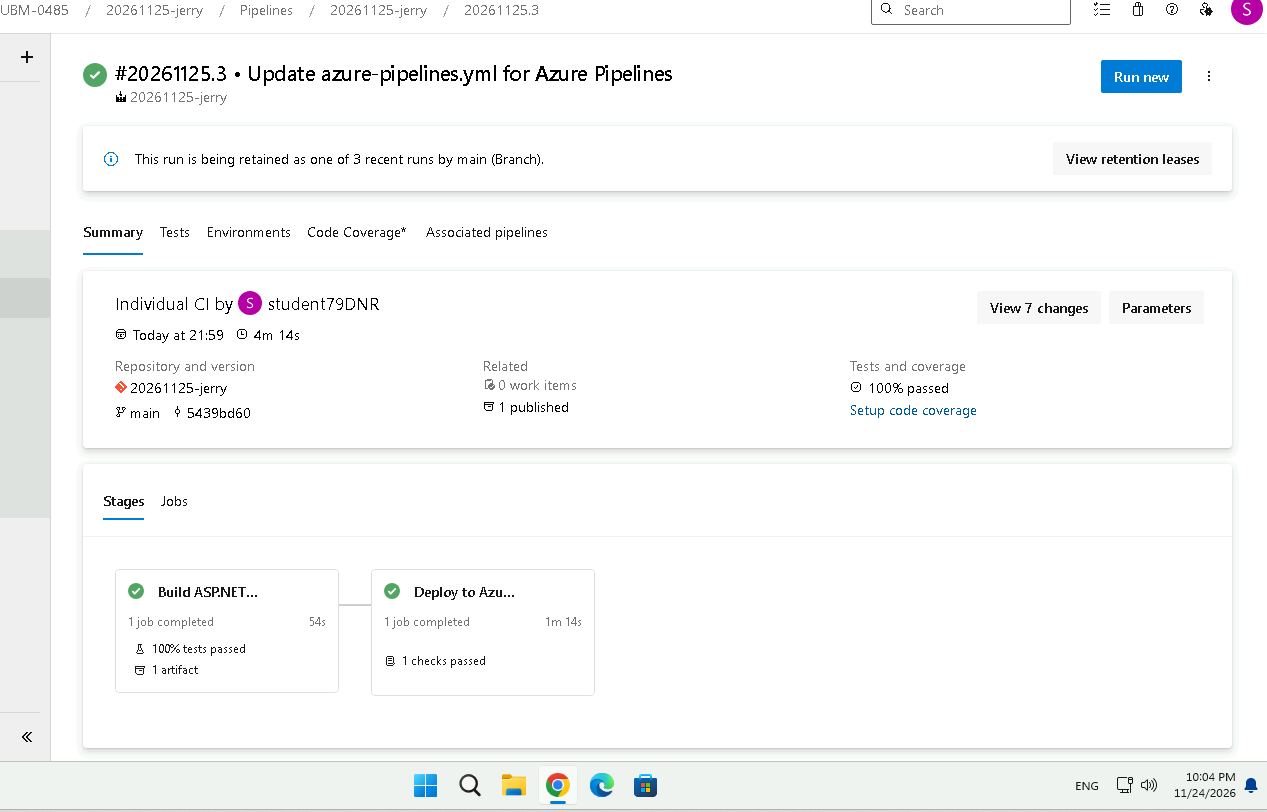 UBM-0485 / 20261125-jerry / Pipelines / 20261125-jerry / 20261125.3
Search
S
#20261125.3 • Update azure-pipelines.yml for Azure Pipelines
20261125-jerry
Run new
This run is being retained as one of 3 recent runs by main (Branch).
View retention leases
Summary Tests Environments Code Coverage* Associated pipelines
Individual CI by S student79DNR
View 7 changes Parameters
Today at 21:59 4m 14s
Repository and version Related Tests and coverage
20261125-jerry 0 work items 100% passed
main 5439bd60 1 published Setup code coverage
Stages Jobs
Build ASP.NET...
1 job completed 54s
100% tests passed
1 artifact
Deploy to Azu...
1 job completed 1m 14s
1 checks passed
ENG
10:04 PM
11/24/2026